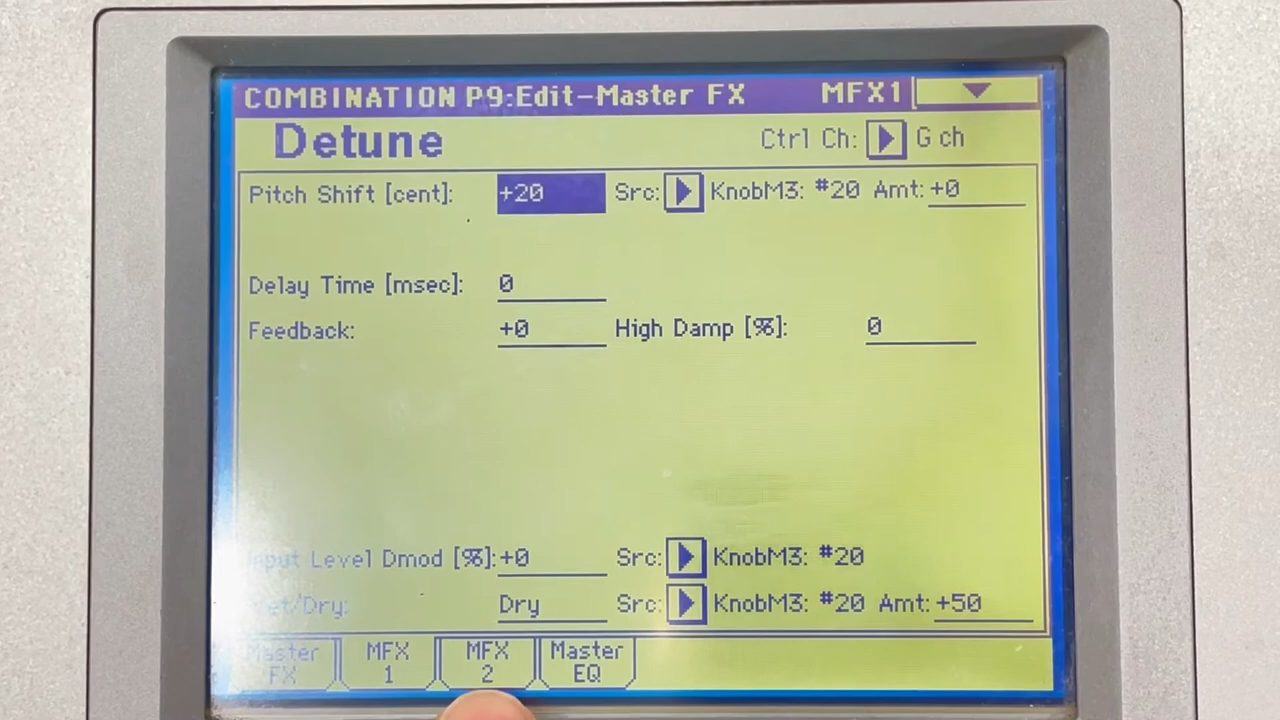 COMBINATION P9:Edit-Master FX MFX1
Detune Ctrl Ch: G ch
Pitch Shift [cent]: +20 Src: KnobM3: #20 Amt: +0
Delay Time [msec]: 0
Feedback: +0 High Damp [%]: 0
Input Level Dmod [%]: +0 Src: KnobM3: #20
Wet/Dry: Dry Src: KnobM3: #20 Amt: +50
Master FX MFX 1 MFX 2 Master EQ